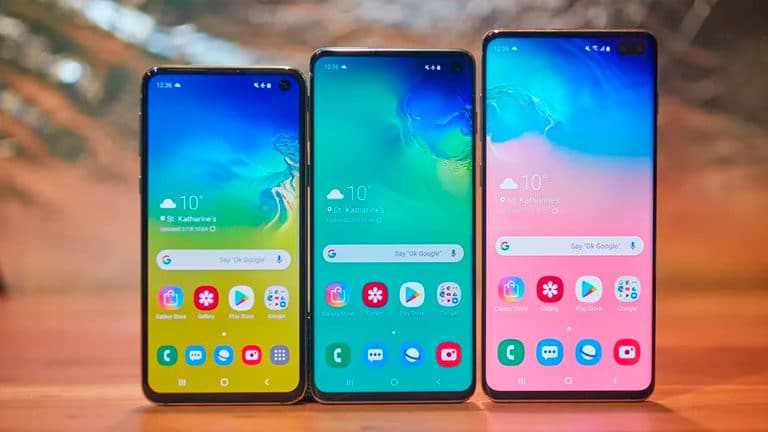 12:36
10°
St. Katharine's
Say "Ok Google"
Galaxy Store
Gallery
Play Store
Google
12:36
10°
St. Katharine's
Say "Ok Google"
Galaxy Store
Gallery
Play Store
Google
12:36
10°
St. Katharine's
Say "Ok Google"
Galaxy Store
Gallery
Play Store
Google